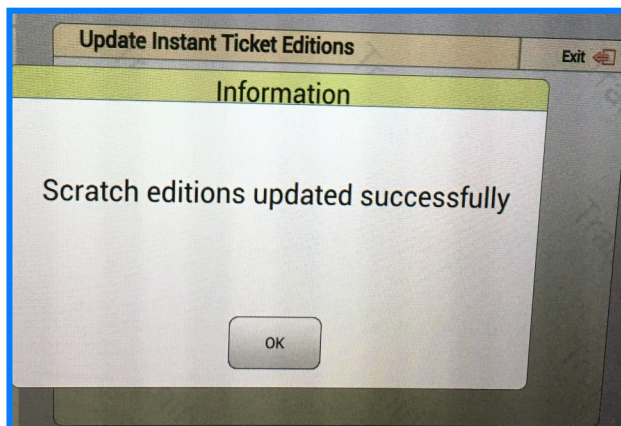 Update Instant Ticket Editions
Exit
Information
Scratch editions updated successfully
OK